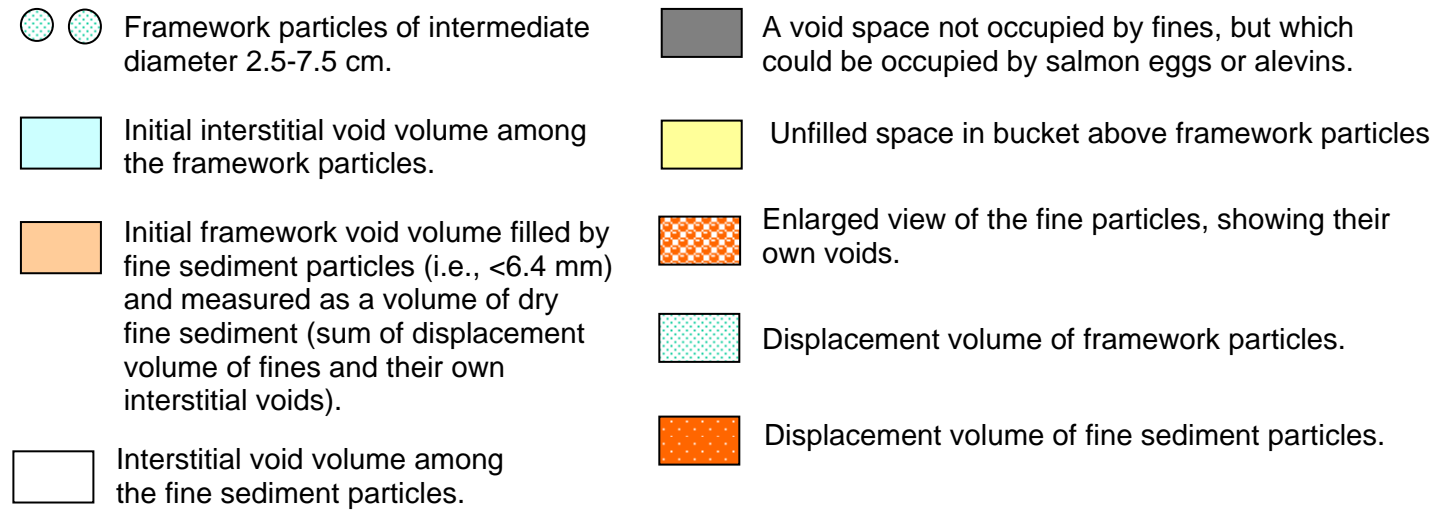 Framework particles of intermediate
diameter 2.5-7.5 cm.
Initial interstitial void volume among
the framework particles.
Initial framework void volume filled by
fine sediment particles (i.e., <6.4 mm)
and measured as a volume of dry
fine sediment (sum of displacement
volume of fines and their own
interstitial voids).
Interstitial void volume among
the fine sediment particles.
A void space not occupied by fines, but which
could be occupied by salmon eggs or alevins.
Unfilled space in bucket above framework particles
Enlarged view of the fine particles, showing their
own voids.
Displacement volume of framework particles.
Displacement volume of fine sediment particles.